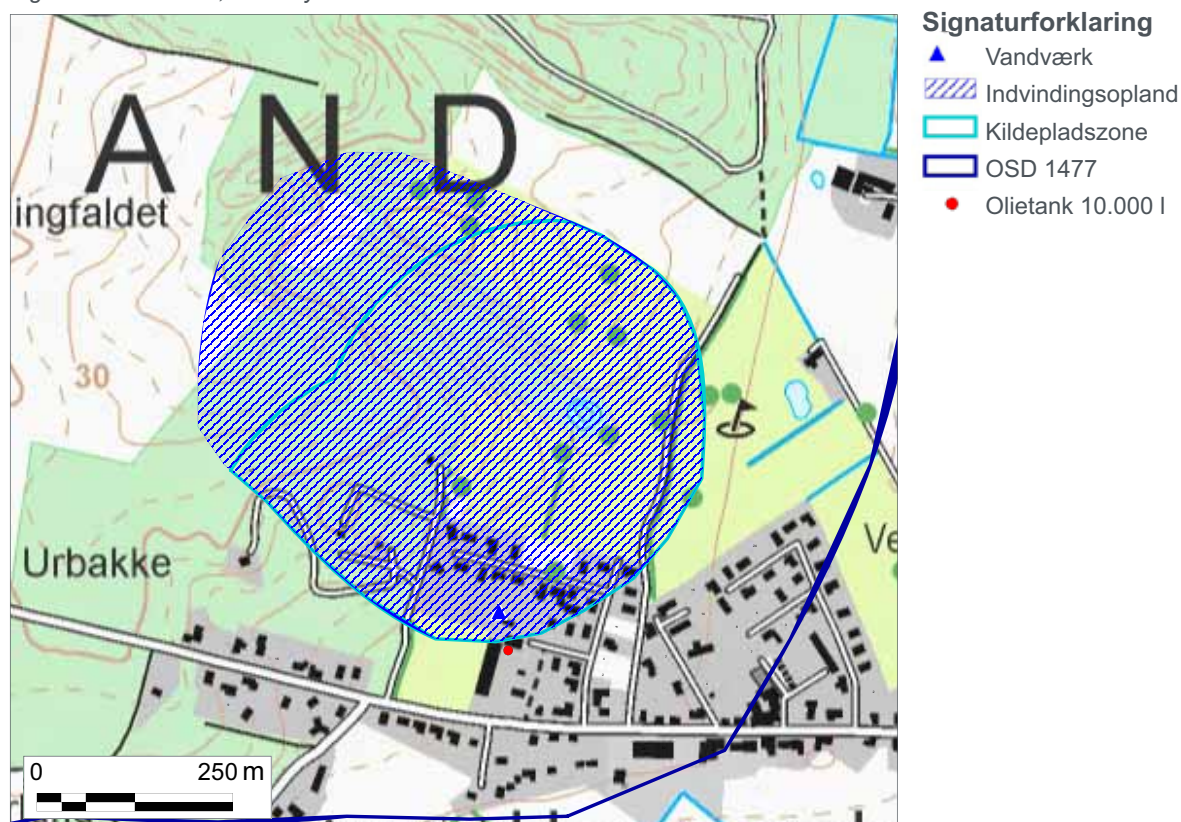 Signaturforklaring
Vandværk
Indvindingsopland
Kildepladszone
OSD 1477
Olietank 10.000 l
A N D
ingfaldet
30
Urbakke
Ve
0 250 m